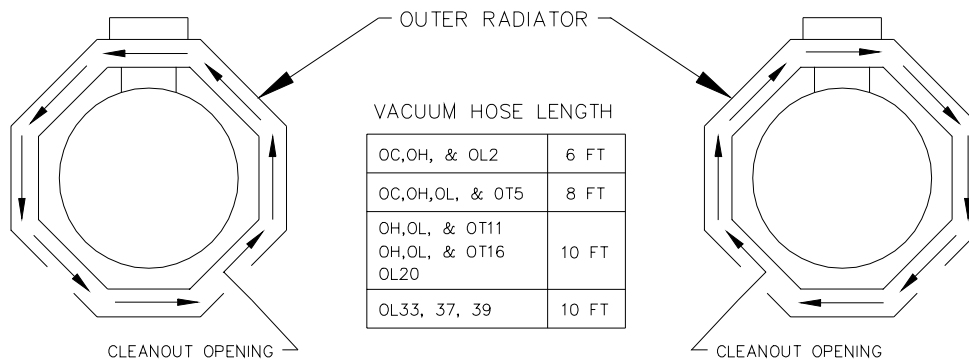 OUTER RADIATOR
VACUUM HOSE LENGTH
OC,OH, & OL2 6 FT
OC,OH,OL, & OT5 8 FT
OH,OL, & OT11
OH,OL, & OT16 10 FT
OL20
OL33, 37, 39 10 FT
CLEANOUT OPENING
CLEANOUT OPENING